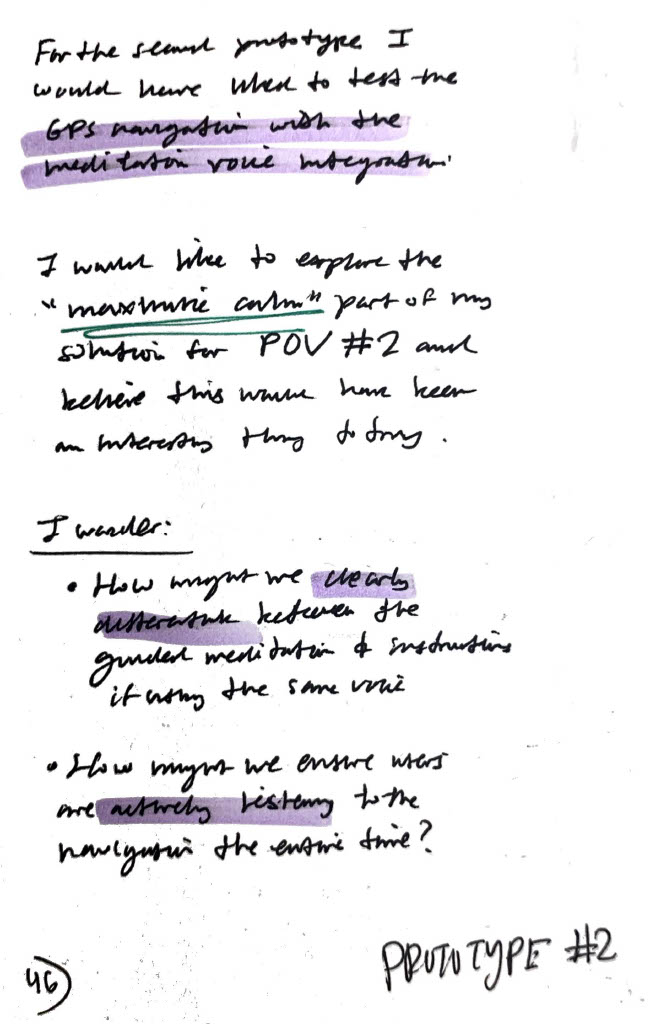 For the second prototype I
would have liked to test the
GPS navigation with the
meditation voice integration.
I would like to explore the
"maximize calm" part of my
solution for POV #2 and
believe this would have been
an interesting thing to try.
I wonder:
• How might we clearly
differentiate between the
guided meditation & instructions
if using the same voice
• How might we ensure users
are actively listening to the
navigation the entire time?
PROTOTYPE #2
46